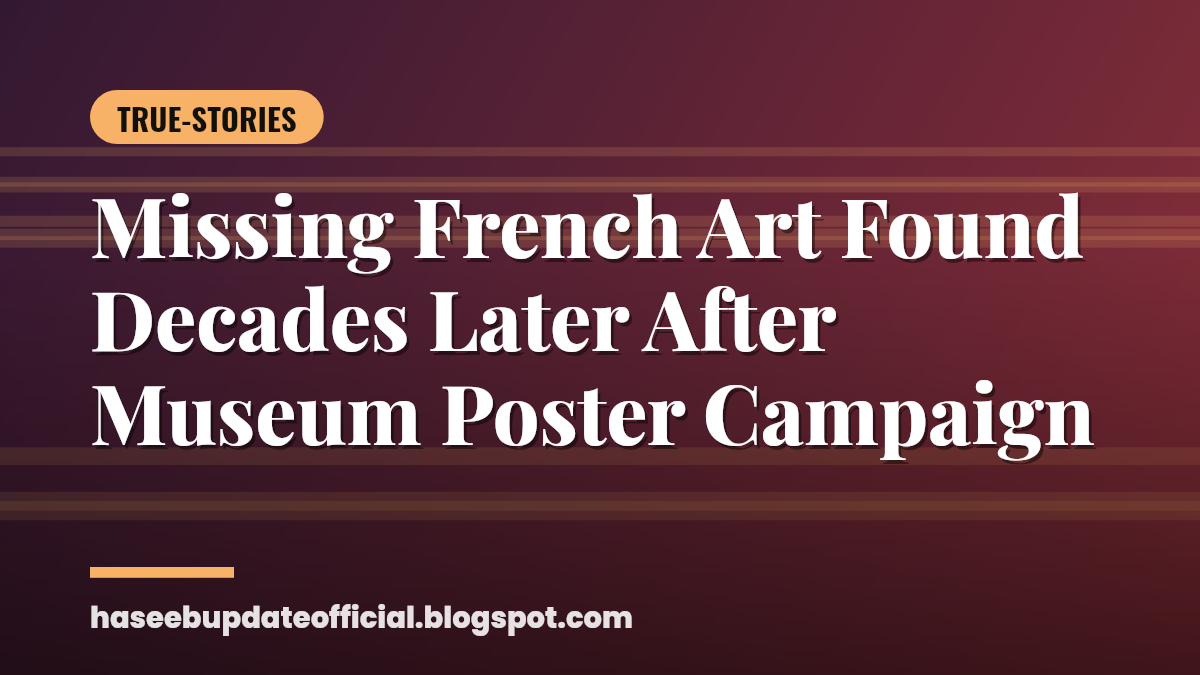 TRUE-STORIES
Missing French Art Found
Decades Later After
Museum Poster Campaign
haseebupdateofficial.blogspot.com